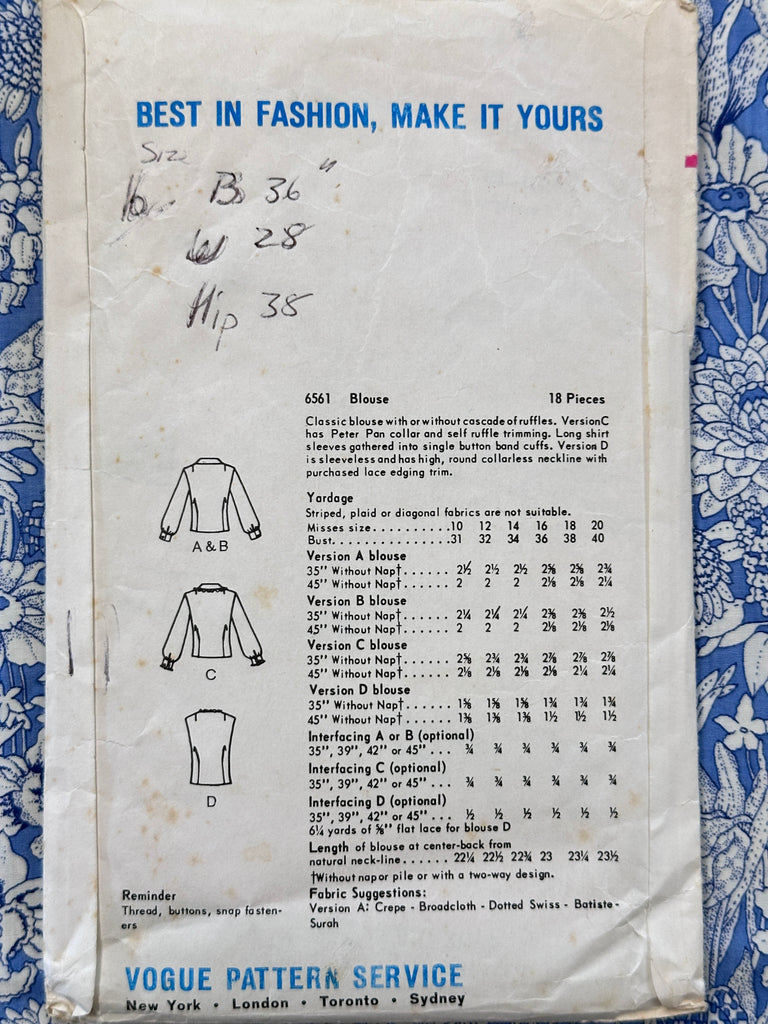 BEST IN FASHION, MAKE IT YOURS
Size
16 B's 36"
28
Hip 38
6561 Blouse 18 Pieces
Classic blouse with or without cascade of ruffles. Version C
has Peter Pan collar and self ruffle trimming. Long shirt
sleeves gathered into single button band cuffs. Version D
is sleeveless and has high, round collarless neckline with
purchased lace edging trim.
Yardage
Striped, plaid or diagonal fabrics are not suitable.
Misses size..........10 12 14 16 18 20
Bust................31 32 34 36 38 40
Version A blouse
35'' Without Nap†...... 2½ 2½ 2½ 2⅝ 2⅝ 2¾
45'' Without Nap†...... 2 2 2 2⅛ 2⅛ 2¼
Version B blouse
35'' Without Nap†...... 2¼ 2¼ 2¼ 2⅜ 2⅜ 2½
45'' Without Nap†...... 2 2 2 2⅛ 2⅛ 2⅛
Version C blouse
35'' Without Nap†...... 2⅝ 2¾ 2¾ 2⅞ 2⅞ 2⅞
45'' Without Nap†...... 2⅛ 2⅛ 2⅛ 2⅛ 2¼ 2¼
Version D blouse
35'' Without Nap†...... 1⅝ 1⅝ 1⅝ 1¾ 1¾ 1¾
45'' Without Nap†...... 1⅜ 1⅜ 1⅜ 1½ 1½ 1½
Interfacing A or B (optional)
35'', 39'', 42'' or 45'' ... ¾ ¾ ¾ ¾ ¾ ¾
Interfacing C (optional)
35'', 39'', 42'' or 45'' ... ¾ ¾ ¾ ¾ ¾ ¾
Interfacing D (optional)
35'', 39'', 42'' or 45'' ... ½ ½ ½ ½ ½ ½
6¼ yards of ⅝'' flat lace for blouse D
Length of blouse at center-back from
natural neck-line...... 22¼ 22½ 22¾ 23 23¼ 23½
†Without nap or pile or with a two-way design.
Fabric Suggestions:
Version A: Crepe - Broadcloth - Dotted Swiss - Batiste -
Surah
A & B
C
D
Reminder
Thread, buttons, snap fasten-
ers
VOGUE PATTERN SERVICE
New York • London • Toronto • Sydney